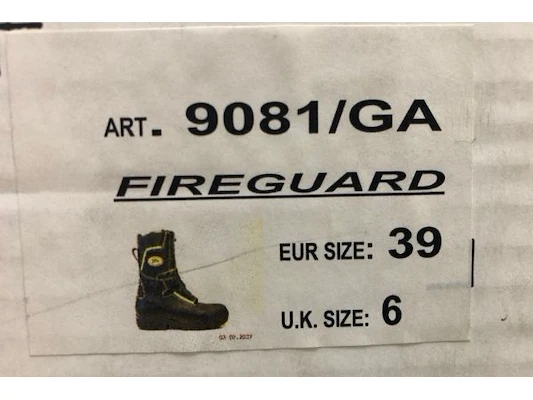 ART. 9081/GA
FIREGUARD
EUR SIZE: 39
U.K. SIZE: 6